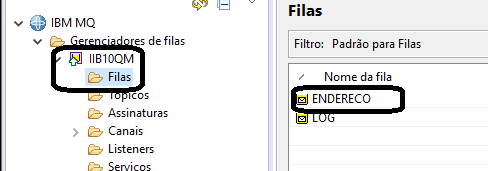 IBM MQ
Gerenciadores de filas
IIB10QM
Filas
Tópicos
Assinaturas
Canais
Listeners
Serviços
Filas
Filtro: Padrão para Filas
Nome da fila
ENDERECO
LOG